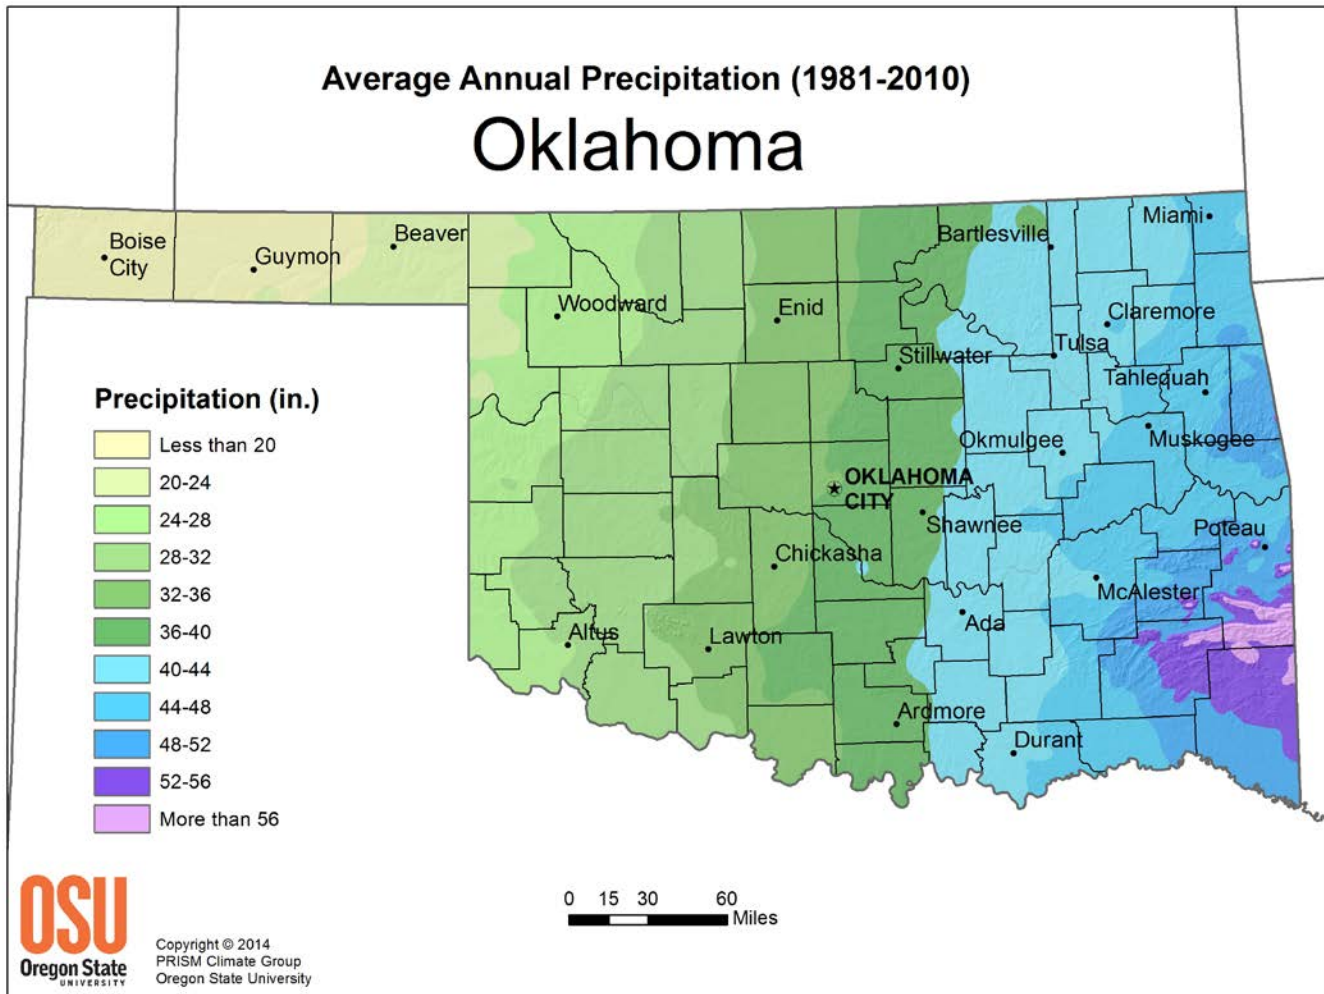 Average Annual Precipitation (1981-2010)
Oklahoma
Miami
Boise
City
Guymon
Beaver
Bartlesville
Woodward
Enid
Claremore
Tulsa
Stillwater
Tahlequah
Okmulgee
Muskogee
OKLAHOMA
CITY
Shawnee
Poteau
Chickasha
McAlester
Altus
Lawton
Ada
Ardmore
Durant
Precipitation (in.)
Less than 20
20-24
24-28
28-32
32-36
36-40
40-44
44-48
48-52
52-56
More than 56
0 15 30 60
Miles
OSU
Oregon State
UNIVERSITY
Copyright © 2014
PRISM Climate Group
Oregon State University